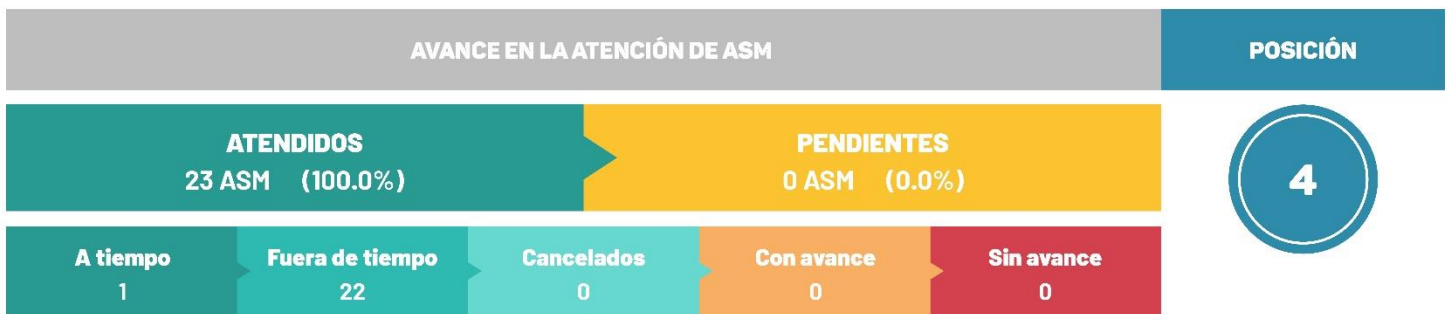 AVANCE EN LA ATENCIÓN DE ASM
POSICIÓN
ATENDIDOS
23 ASM (100.0%)
PENDIENTES
0 ASM (0.0%)
4
A tiempo
1
Fuera de tiempo
22
Cancelados
0
Con avance
0
Sin avance
0